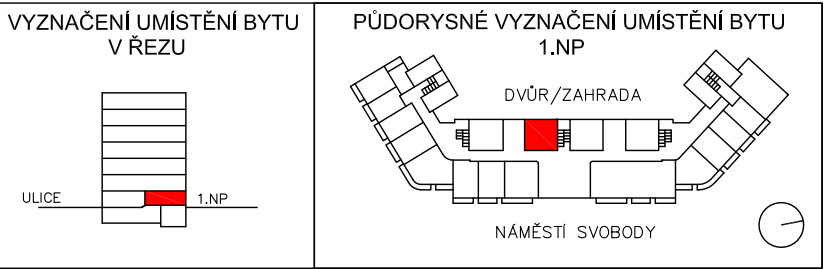 VYZNAČENÍ UMÍSTĚNÍ BYTU
V ŘEZU
ULICE
1.NP
PŮDORYSNÉ VYZNAČENÍ UMÍSTĚNÍ BYTU
1.NP
DVŮR/ZAHRADA
NÁMĚSTÍ SVOBODY